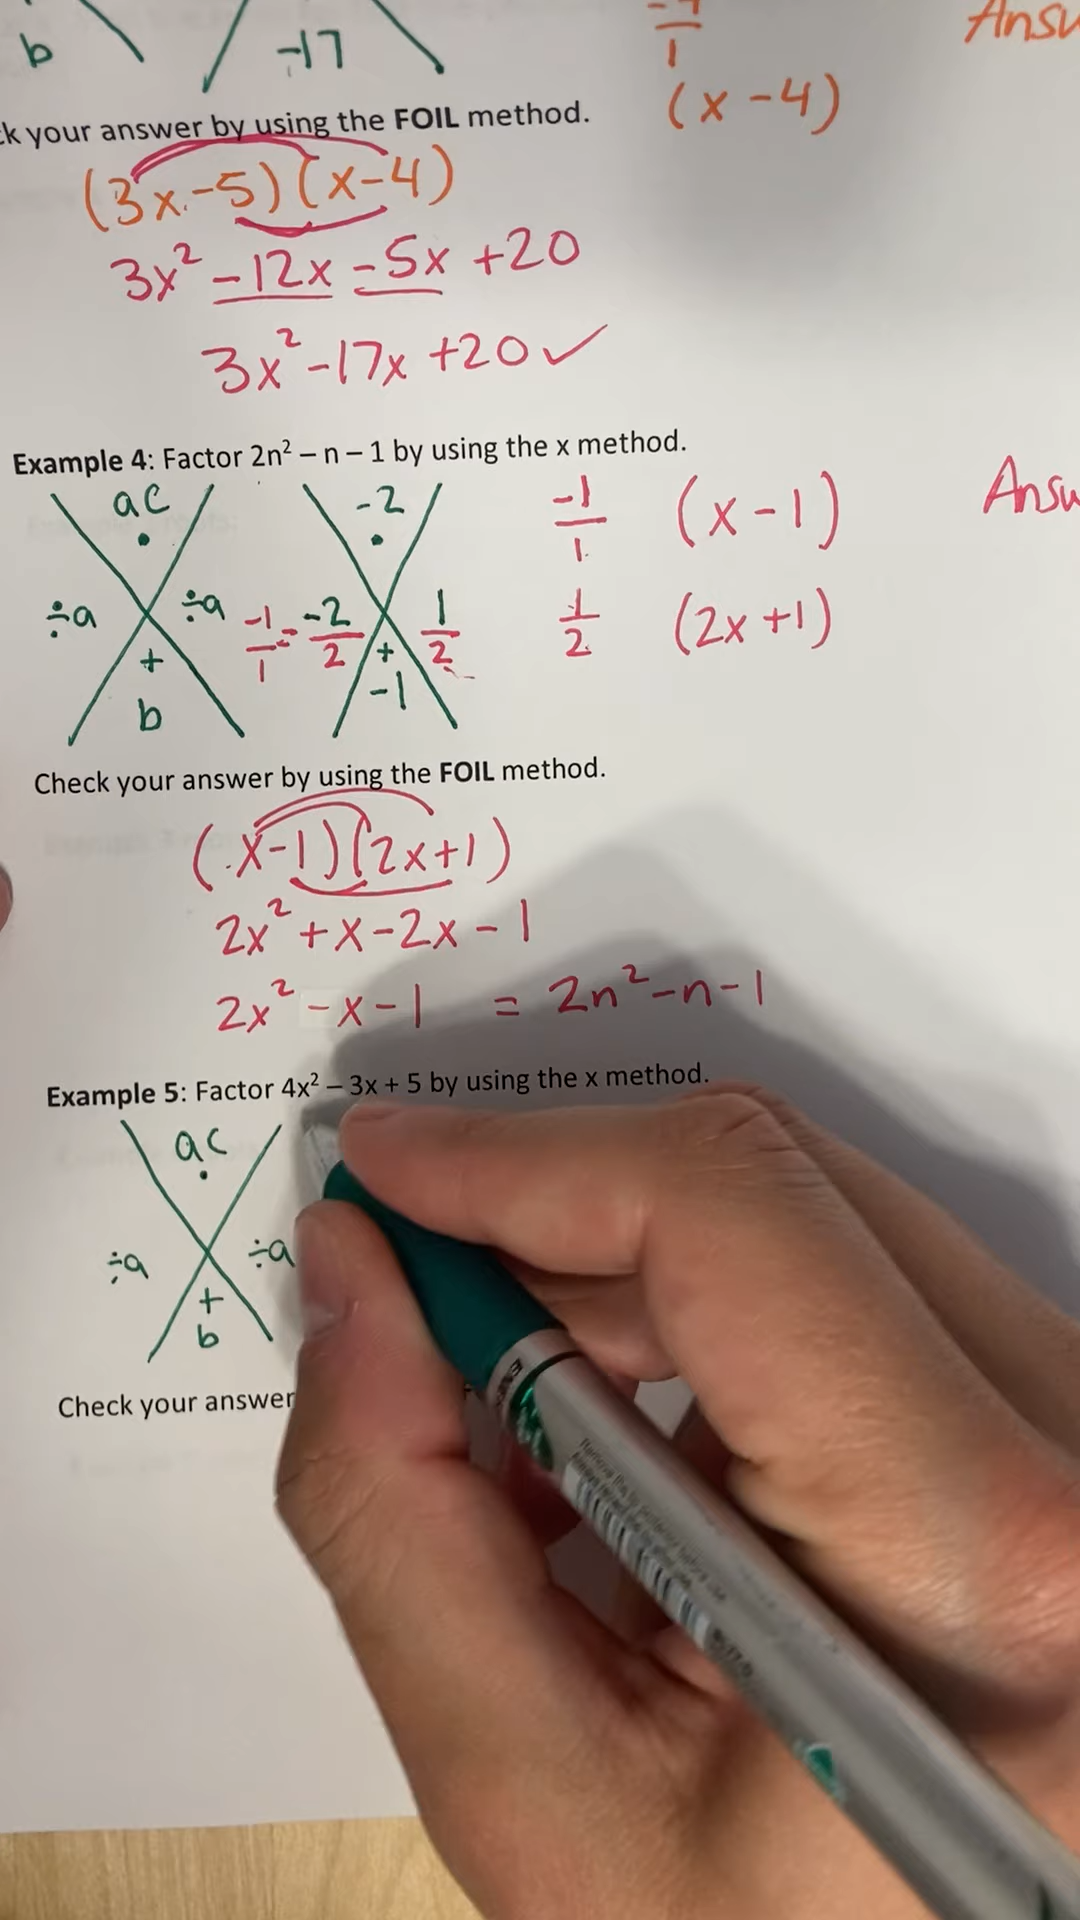 b -17 -4/1 Answ
(x-4)
k your answer by using the FOIL method.
(3x-5)(x-4)
3x² -12x -5x +20
3x² -17x +20 ✓
Example 4: Factor 2n² – n – 1 by using the x method.
ac -2 -1/1 (x-1) Answ
÷a ÷a -1/1 = -2/2 1/2 1/2 (2x+1)
+ +
b -1
Check your answer by using the FOIL method.
(x-1)(2x+1)
2x² +x-2x-1
2x² -x-1 = 2n²-n-1
Example 5: Factor 4x² – 3x + 5 by using the x method.
ac
÷a ÷a
+
b
Check your answer